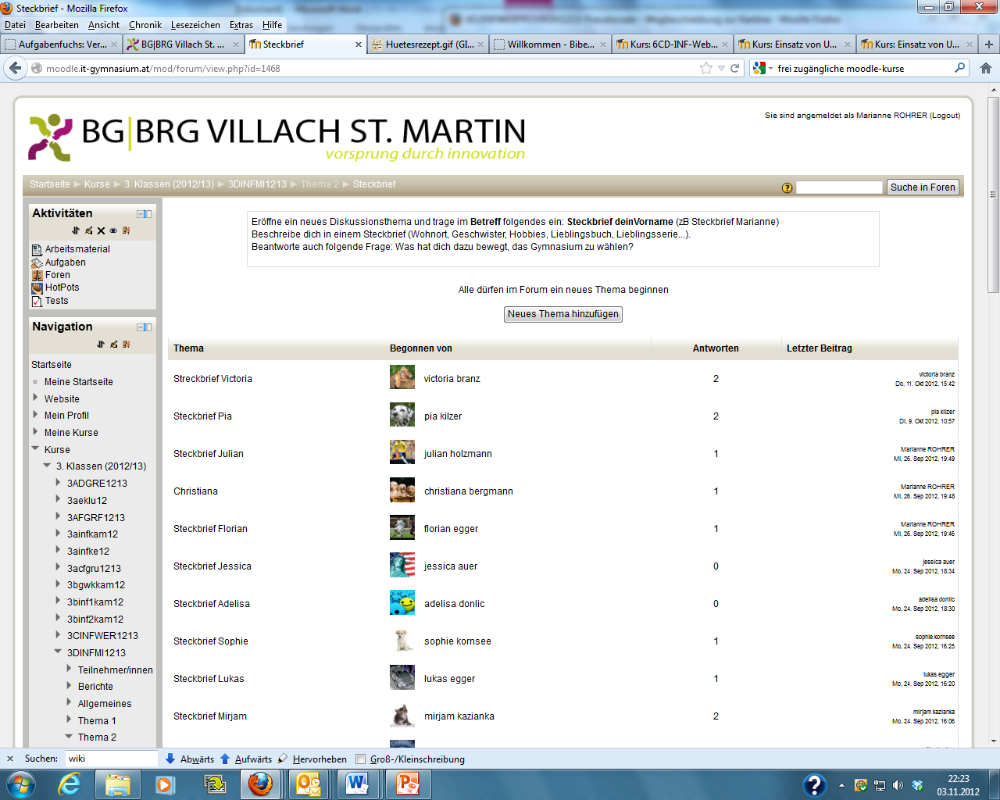 Steckbrief - Mozilla Firefox
Datei Bearbeiten Ansicht Chronik Lesezeichen Extras Hilfe
Aufgabenfuchs: Ver... BG|BRG Villach St. ... Steckbrief Huetesrezept.gif (GI... Willkommen - Bibe... Kurs: 6CD-INF-Web... Kurs: Einsatz von U... Kurs: Einsatz von U...
moodle.it-gymnasium.at/mod/forum/view.php?id=1468 frei zugängliche moodle-kurse
Sie sind angemeldet als Marianne ROHRER (Logout)
BG|BRG VILLACH ST. MARTIN
vorsprung durch innovation
Startseite ► Kurse ► 3. Klassen (2012/13) ► 3DINFMI1213 ► Thema 2 ► Steckbrief Suche in Foren
Aktivitäten
Arbeitsmaterial
Aufgaben
Foren
HotPots
Tests
Navigation
Startseite
Meine Startseite
Website
Mein Profil
Meine Kurse
Kurse
3. Klassen (2012/13)
3ADGRE1213
3aeklu12
3AFGRF1213
3ainfkam12
3ainfke12
3acfgru1213
3bgwkkam12
3binf1kam12
3binf2kam12
3CINFWER1213
3DINFMI1213
Teilnehmer/innen
Berichte
Allgemeines
Thema 1
Thema 2
Eröffne ein neues Diskussionsthema und trage im Betreff folgendes ein: Steckbrief deinVorname (zB Steckbrief Marianne)
Beschreibe dich in einem Steckbrief (Wohnort, Geschwister, Hobbies, Lieblingsbuch, Lieblingsserie...).
Beantworte auch folgende Frage: Was hat dich dazu bewegt, das Gymnasium zu wählen?
Alle dürfen im Forum ein neues Thema beginnen
Neues Thema hinzufügen
Thema Begonnen von Antworten Letzter Beitrag
Streckbrief Victoria victoria branz 2 victoria branz
Do, 11. Okt 2012, 15:42
Steckbrief Pia pia kilzer 2 pia kilzer
Di, 9. Okt 2012, 10:57
Steckbrief Julian julian holzmann 1 Marianne ROHRER
Mi, 26. Sep 2012, 19:49
Christiana christiana bergmann 1 Marianne ROHRER
Mi, 26. Sep 2012, 19:48
Steckbrief Florian florian egger 1 Marianne ROHRER
Mi, 26. Sep 2012, 19:46
Steckbrief Jessica jessica auer 0 jessica auer
Mo, 24. Sep 2012, 18:34
Steckbrief Adelisa adelisa donlic 0 adelisa donlic
Mo, 24. Sep 2012, 18:30
Steckbrief Sophie sophie kornsee 1 sophie kornsee
Mo, 24. Sep 2012, 16:25
Steckbrief Lukas lukas egger 1 lukas egger
Mo, 24. Sep 2012, 16:20
Steckbrief Mirjam mirjam kazianka 2 mirjam kazianka
Mo, 24. Sep 2012, 16:06
Suchen: wiki Abwärts Aufwärts Hervorheben Groß-/Kleinschreibung
22:23
03.11.2012